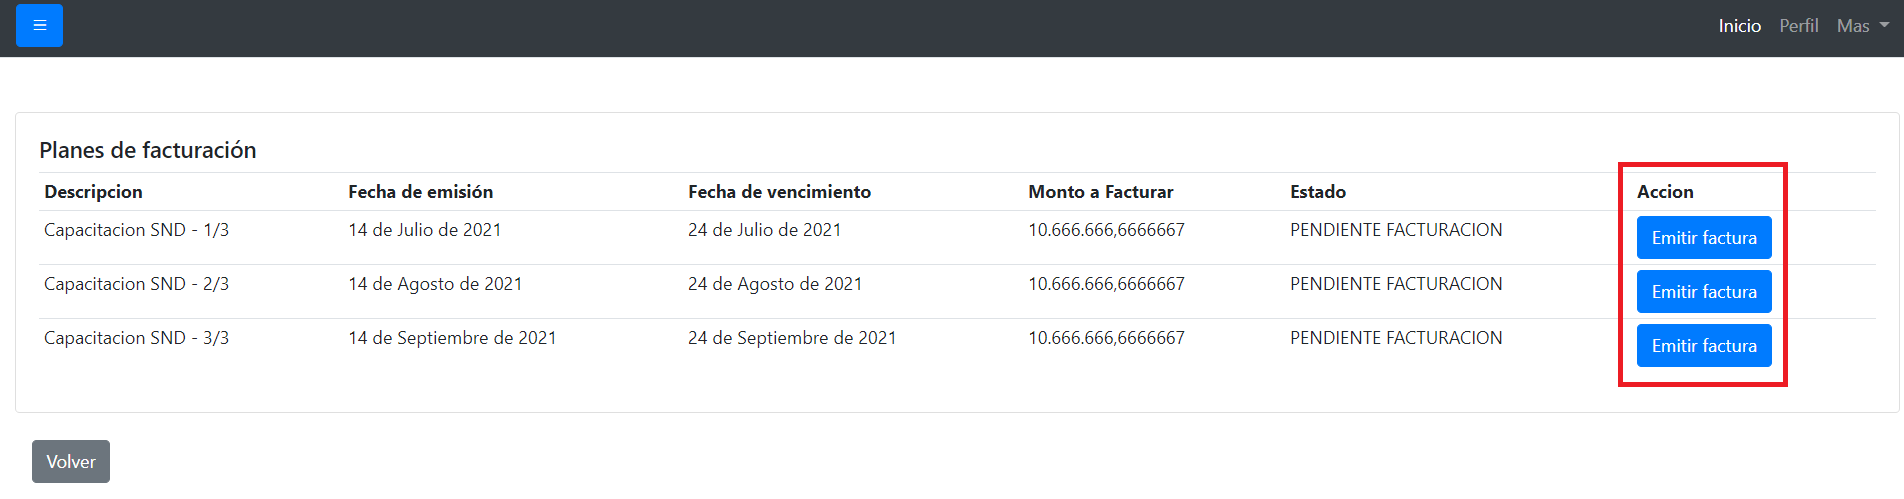 Inicio Perfil Mas
Planes de facturación
Descripcion Fecha de emisión Fecha de vencimiento Monto a Facturar Estado Accion
Capacitacion SND - 1/3 14 de Julio de 2021 24 de Julio de 2021 10.666.666,6666667 PENDIENTE FACTURACION Emitir factura
Capacitacion SND - 2/3 14 de Agosto de 2021 24 de Agosto de 2021 10.666.666,6666667 PENDIENTE FACTURACION Emitir factura
Capacitacion SND - 3/3 14 de Septiembre de 2021 24 de Septiembre de 2021 10.666.666,6666667 PENDIENTE FACTURACION Emitir factura
Volver